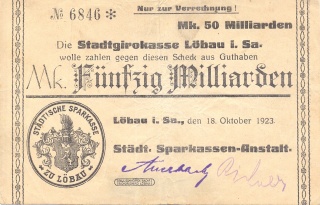 № 6846 *
Nur zur Verrechnung!
Mk. 50 Milliarden
Die Stadtgirokasse Löbau i. Sa.
wolle zahlen gegen diesen Scheck aus Guthaben
Mk. Fünfzig Milliarden
Löbau i. Sa., den 18. Oktober 1923.
Städt. Sparkassen-Anstalt.
STÄDTISCHE SPARKASSE
ZU LÖBAU